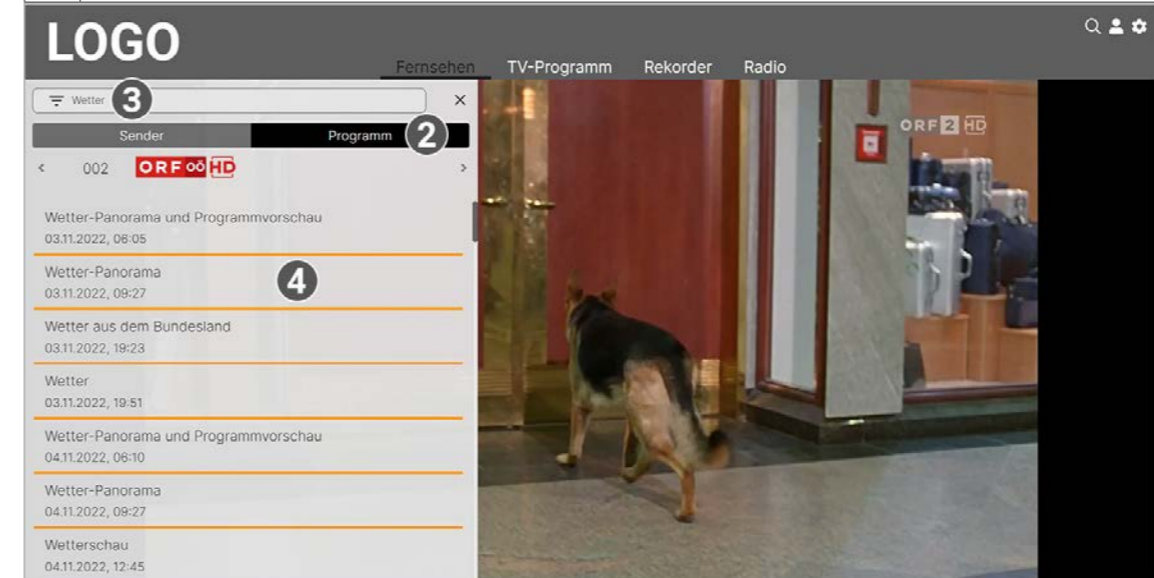 LOGO
Fernsehen TV-Programm Rekorder Radio
Wetter 3
Sender Programm 2
002 ORF oö HD
ORF 2 HD
Wetter-Panorama und Programmvorschau
03.11.2022, 06:05
Wetter-Panorama
03.11.2022, 09:27
4
Wetter aus dem Bundesland
03.11.2022, 19:23
Wetter
03.11.2022, 19:51
Wetter-Panorama und Programmvorschau
04.11.2022, 06:10
Wetter-Panorama
04.11.2022, 09:27
Wetterschau
04.11.2022, 12:45